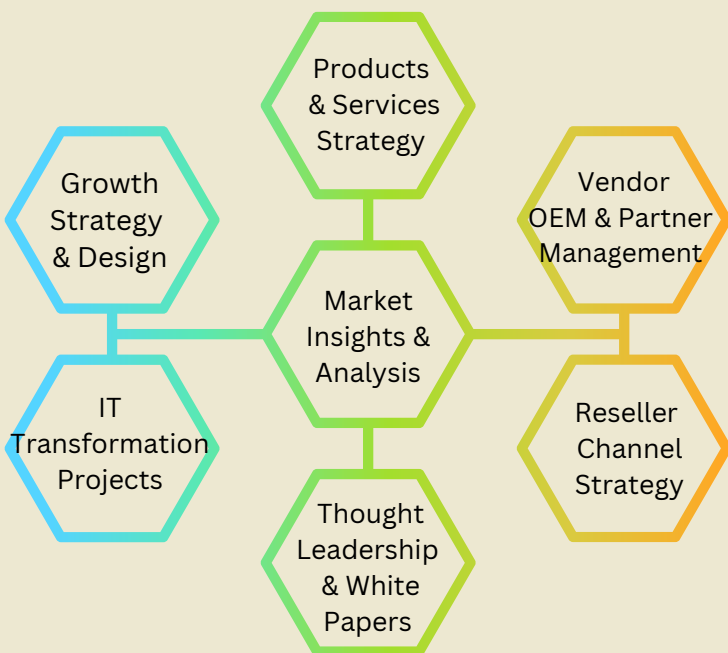 Products
& Services
Strategy
Growth
Strategy
& Design
Vendor
OEM & Partner
Management
Market
Insights &
Analysis
IT
Transformation
Projects
Reseller
Channel
Strategy
Thought
Leadership
& White
Papers